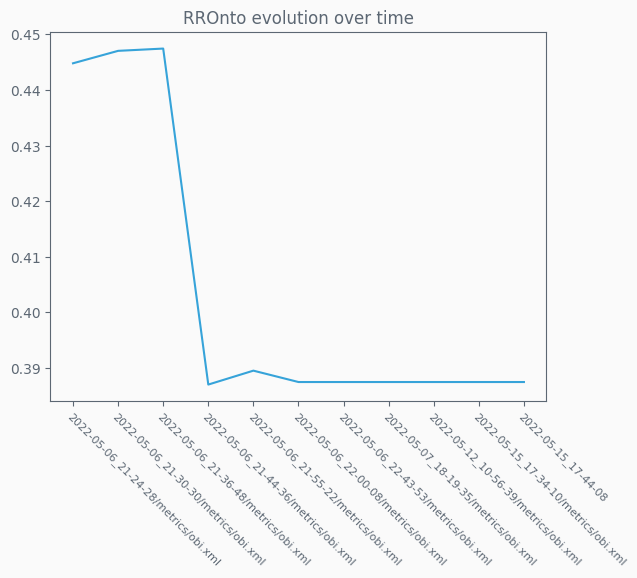 RROnto evolution over time
0.45
0.44
0.43
0.42
0.41
0.40
0.39
2022-05-06_21-24-28/metrics/obi.xml
2022-05-06_21-30-30/metrics/obi.xml
2022-05-06_21-36-48/metrics/obi.xml
2022-05-06_21-44-36/metrics/obi.xml
2022-05-06_21-55-22/metrics/obi.xml
2022-05-06_22-00-08/metrics/obi.xml
2022-05-06_22-43-53/metrics/obi.xml
2022-05-07_18-19-35/metrics/obi.xml
2022-05-12_10-56-39/metrics/obi.xml
2022-05-15_17-34-10/metrics/obi.xml
2022-05-15_17-44-08